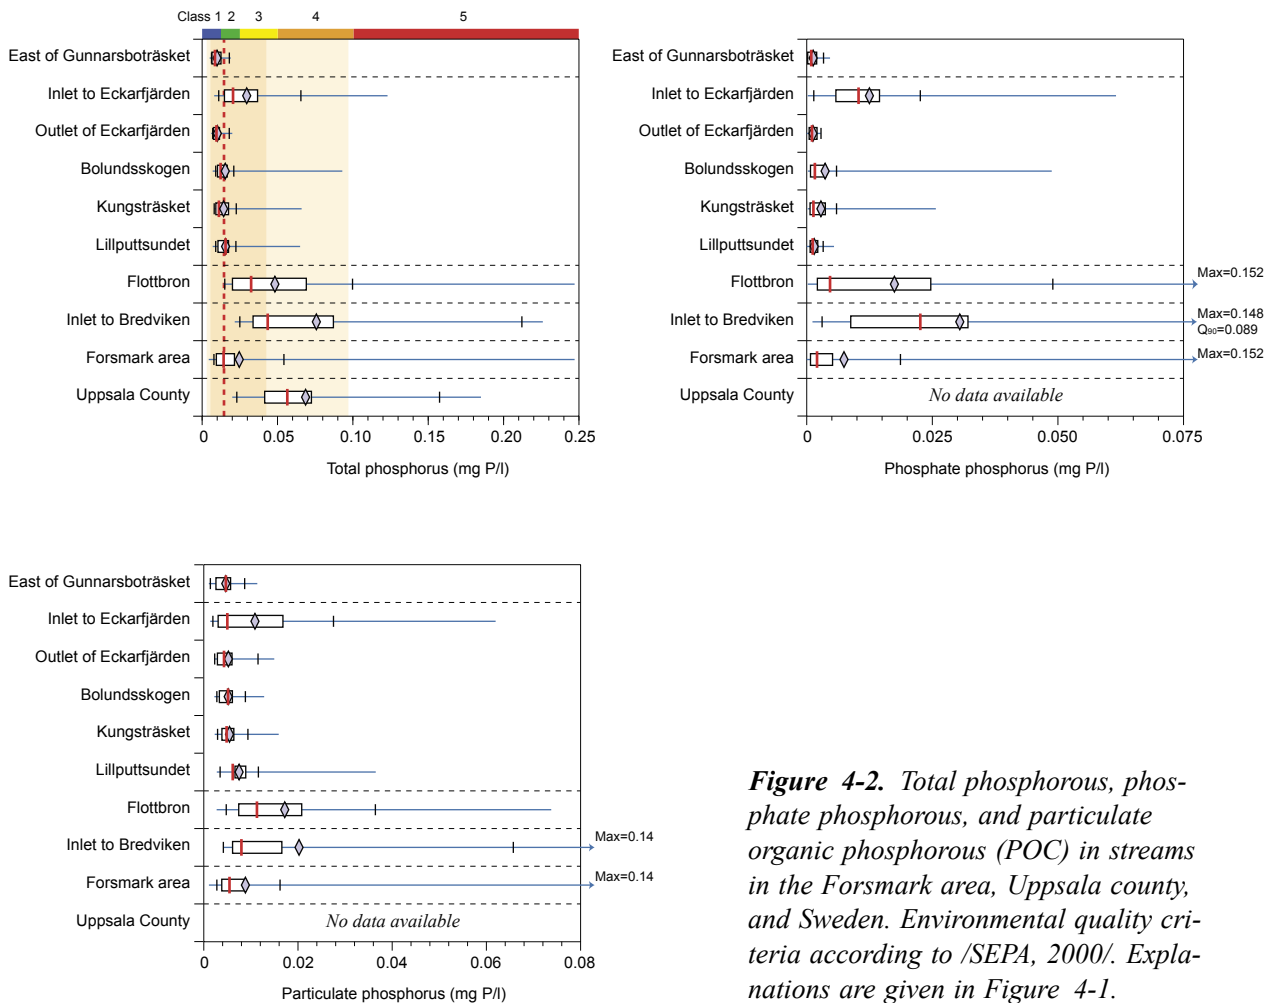 Class 1 2 3 4 5
East of Gunnarsboträsket
Inlet to Eckarfjärden
Outlet of Eckarfjärden
Bolundsskogen
Kungsträsket
Lillputtsundet
Flottbron
Inlet to Bredviken
Forsmark area
Uppsala County
0 0.05 0.10 0.15 0.20 0.25
Total phosphorus (mg P/l)
East of Gunnarsboträsket
Inlet to Eckarfjärden
Outlet of Eckarfjärden
Bolundsskogen
Kungsträsket
Lillputtsundet
Flottbron
Max=0.152
Inlet to Bredviken
Max=0.148
Q90=0.089
Forsmark area
Max=0.152
Uppsala County
No data available
0 0.025 0.050 0.075
Phosphate phosphorus (mg P/l)
East of Gunnarsboträsket
Inlet to Eckarfjärden
Outlet of Eckarfjärden
Bolundsskogen
Kungsträsket
Lillputtsundet
Flottbron
Inlet to Bredviken
Max=0.14
Forsmark area
Max=0.14
Uppsala County
No data available
0 0.02 0.04 0.06 0.08
Particulate phosphorus (mg P/l)
Figure 4-2. Total phosphorous, phos-
phate phosphorous, and particulate
organic phosphorous (POC) in streams
in the Forsmark area, Uppsala county,
and Sweden. Environmental quality cri-
teria according to /SEPA, 2000/. Expla-
nations are given in Figure 4-1.